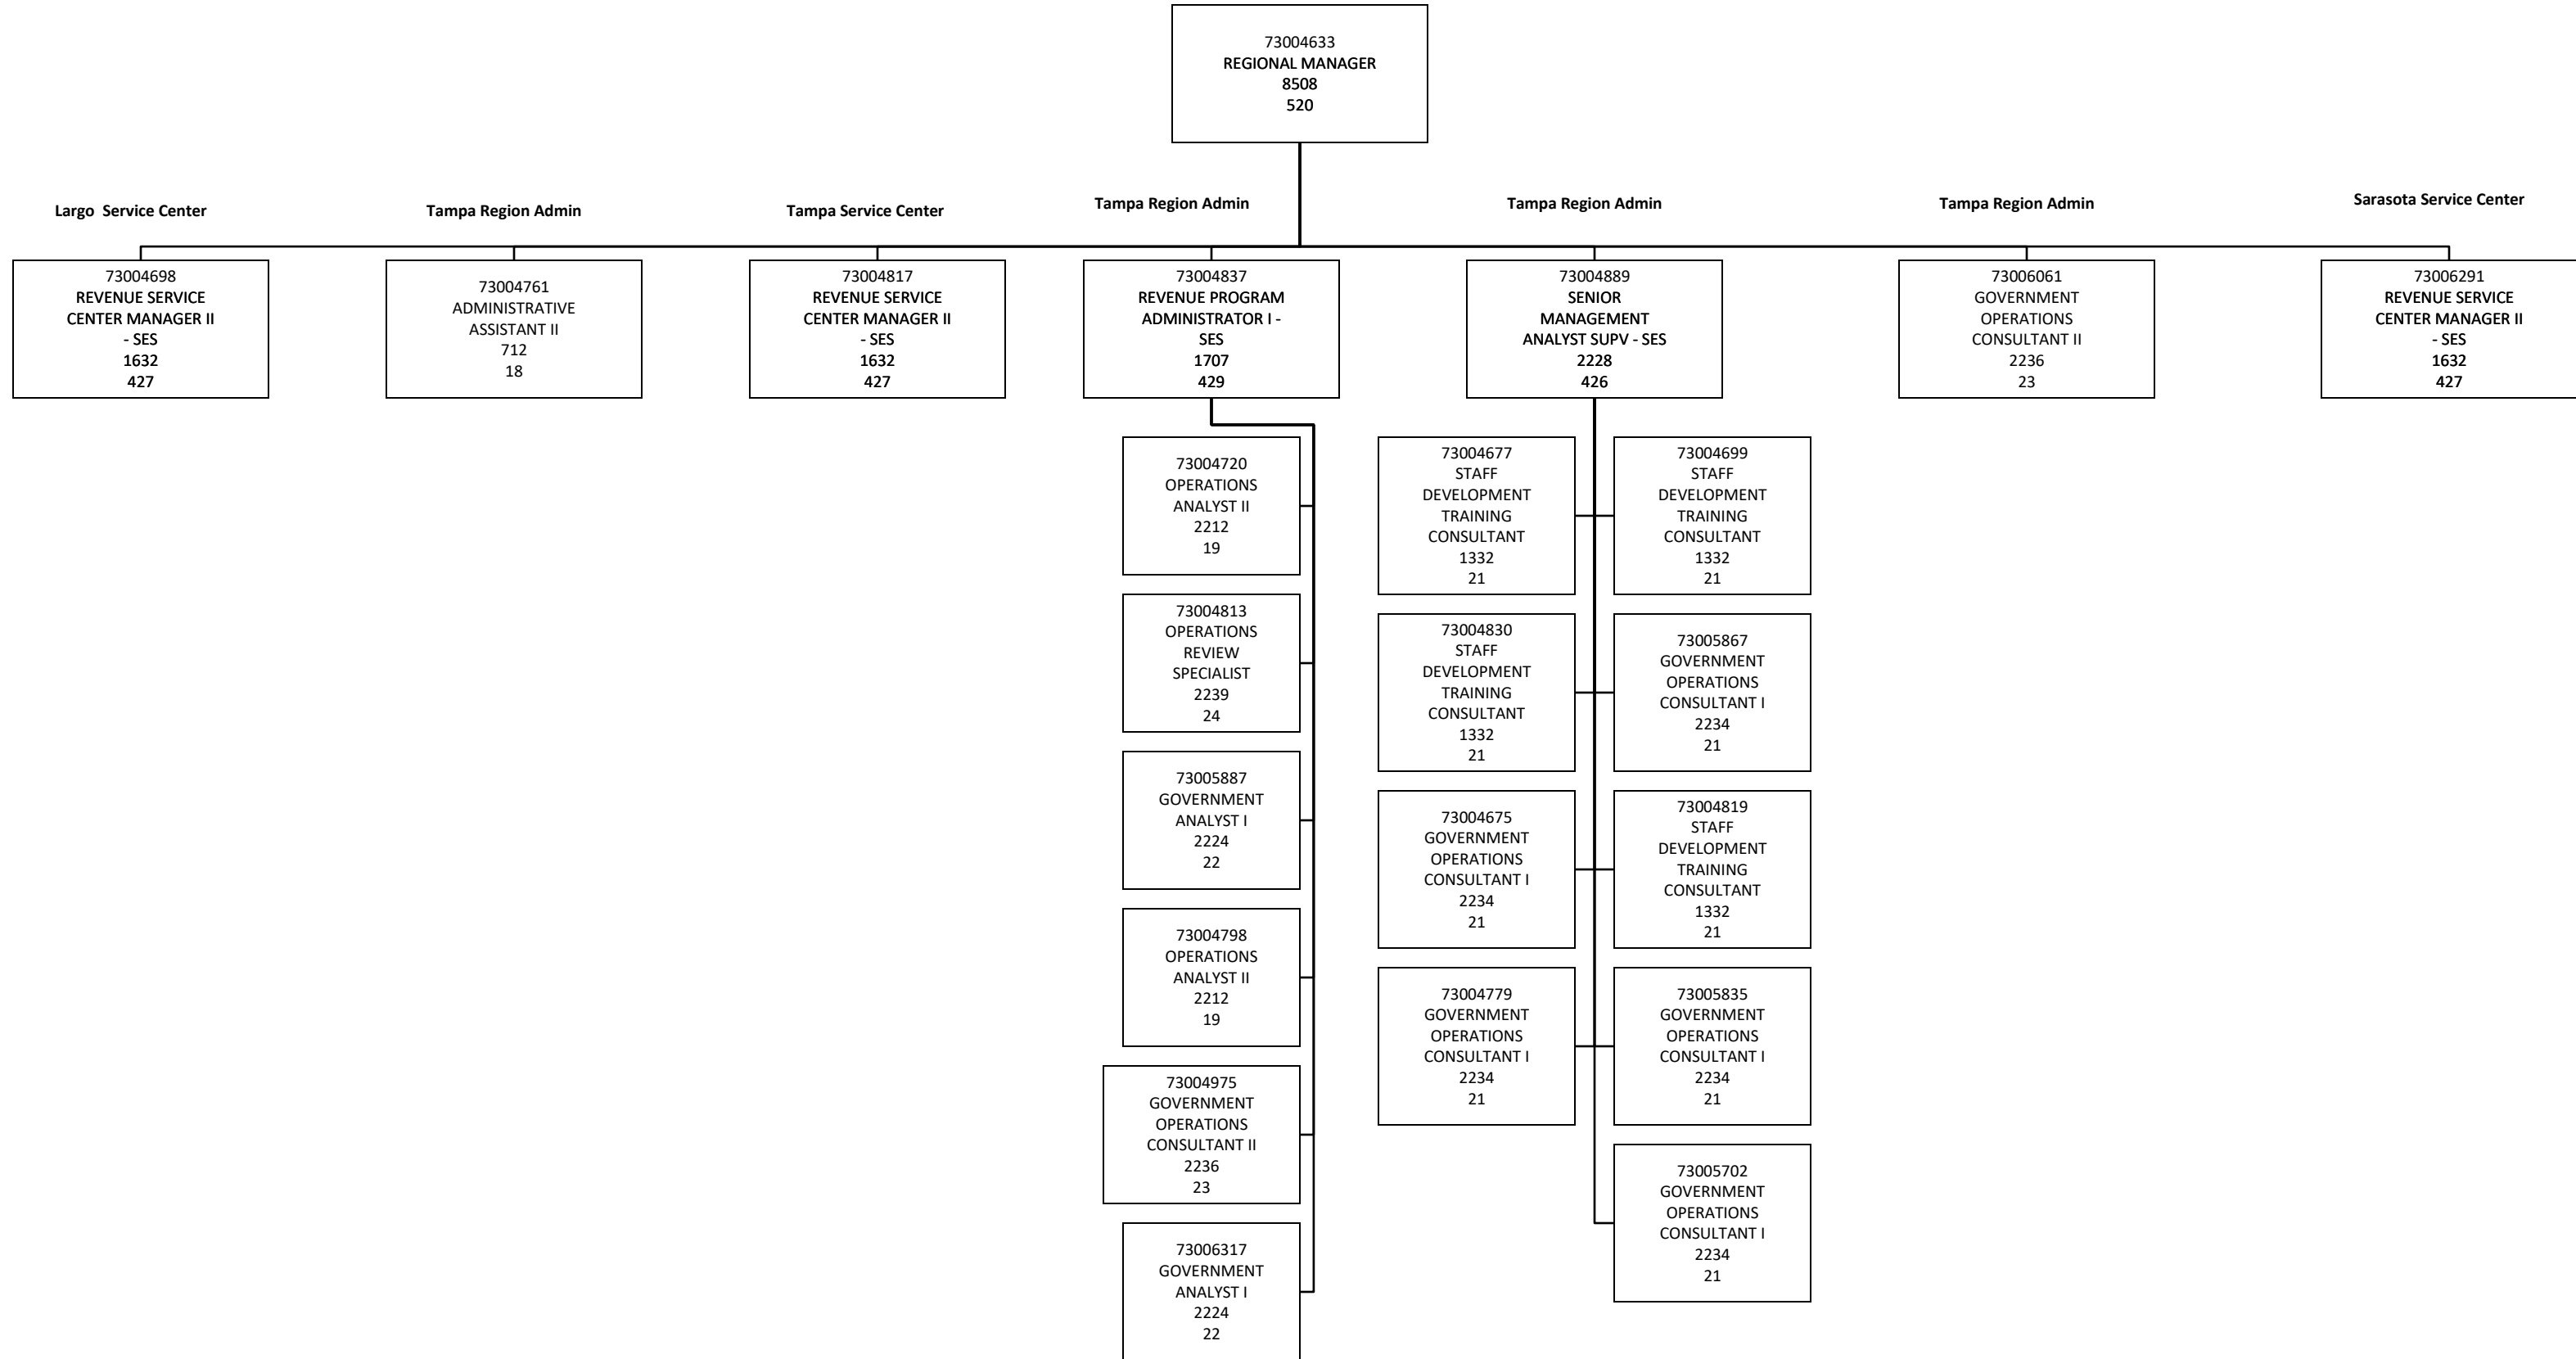 73004633
REGIONAL MANAGER
8508
520
Largo  Service Center
Tampa Region Admin
Tampa Service Center
Tampa Region Admin
Tampa Region Admin
Tampa Region Admin
Sarasota Service Center
73004698
REVENUE SERVICE
CENTER MANAGER II
- SES
1632
427
73004761
ADMINISTRATIVE
ASSISTANT II
712
18
73004817
REVENUE SERVICE
CENTER MANAGER II
- SES
1632
427
73004837
REVENUE PROGRAM
ADMINISTRATOR I -
SES
1707
429
73004889
SENIOR
MANAGEMENT
ANALYST SUPV - SES
2228
426
73006061
GOVERNMENT
OPERATIONS
CONSULTANT II
2236
23
73006291
REVENUE SERVICE
CENTER MANAGER II
- SES
1632
427
73004720
OPERATIONS
ANALYST II
2212
19
73004813
OPERATIONS
REVIEW
SPECIALIST
2239
24
73005887
GOVERNMENT
ANALYST I
2224
22
73004798
OPERATIONS
ANALYST II
2212
19
73004975
GOVERNMENT
OPERATIONS
CONSULTANT II
2236
23
73006317
GOVERNMENT
ANALYST I
2224
22
73004677
STAFF
DEVELOPMENT
TRAINING
CONSULTANT
1332
21
73004699
STAFF
DEVELOPMENT
TRAINING
CONSULTANT
1332
21
73004830
STAFF
DEVELOPMENT
TRAINING
CONSULTANT
1332
21
73005867
GOVERNMENT
OPERATIONS
CONSULTANT I
2234
21
73004675
GOVERNMENT
OPERATIONS
CONSULTANT I
2234
21
73004819
STAFF
DEVELOPMENT
TRAINING
CONSULTANT
1332
21
73004779
GOVERNMENT
OPERATIONS
CONSULTANT I
2234
21
73005835
GOVERNMENT
OPERATIONS
CONSULTANT I
2234
21
73005702
GOVERNMENT
OPERATIONS
CONSULTANT I
2234
21